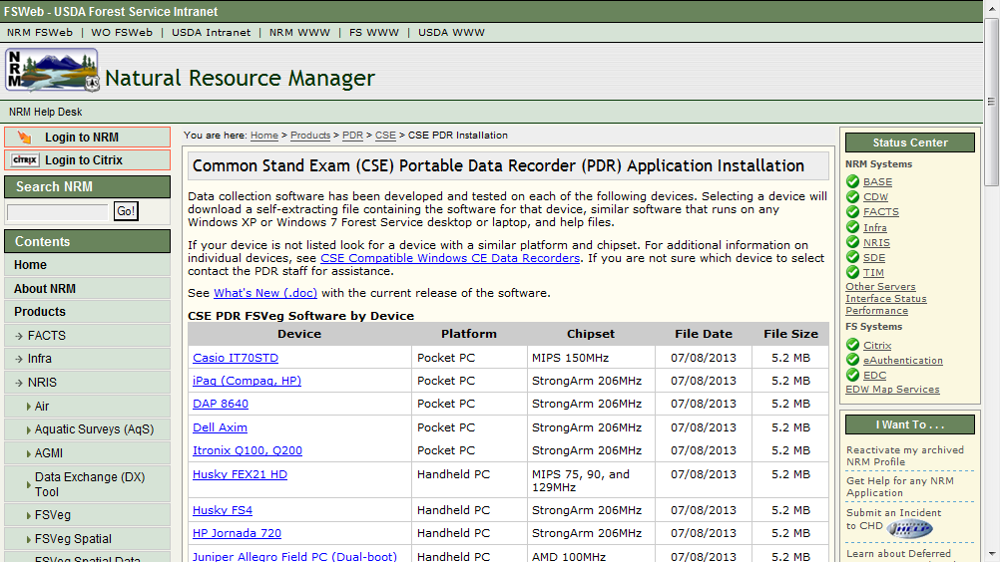 FSWeb - USDA Forest Service Intranet
NRM FSWeb | WO FSWeb | USDA Intranet | NRM WWW | FS WWW | USDA WWW
NRM
Natural Resource Manager
NRM Help Desk
Login to NRM
CITRIX Login to Citrix
Search NRM
Go!
Contents
Home
About NRM
Products
FACTS
Infra
NRIS
Air
Aquatic Surveys (AqS)
AGMI
Data Exchange (DX)
Tool
FSVeg
FSVeg Spatial
FSVeg Spatial Data
You are here: Home > Products > PDR > CSE > CSE PDR Installation
Common Stand Exam (CSE) Portable Data Recorder (PDR) Application Installation
Data collection software has been developed and tested on each of the following devices. Selecting a device will
download a self-extracting file containing the software for that device, similar software that runs on any
Windows XP or Windows 7 Forest Service desktop or laptop, and help files.
If your device is not listed look for a device with a similar platform and chipset. For additional information on
individual devices, see CSE Compatible Windows CE Data Recorders. If you are not sure which device to select
contact the PDR staff for assistance.
See What's New (.doc) with the current release of the software.
CSE PDR FSVeg Software by Device
Device Platform Chipset File Date File Size
Casio IT70STD Pocket PC MIPS 150MHz 07/08/2013 5.2 MB
iPaq (Compaq, HP) Pocket PC StrongArm 206MHz 07/08/2013 5.2 MB
DAP 8640 Pocket PC StrongArm 206MHz 07/08/2013 5.2 MB
Dell Axim Pocket PC StrongArm 206MHz 07/08/2013 5.2 MB
Itronix Q100, Q200 Pocket PC StrongArm 206MHz 07/08/2013 5.2 MB
Husky FEX21 HD Handheld PC MIPS 75, 90, and 07/08/2013 5.2 MB
129MHz
Husky FS4 Handheld PC StrongArm 206MHz 07/08/2013 5.2 MB
HP Jornada 720 Handheld PC StrongArm 206MHz 07/08/2013 5.2 MB
Juniper Allegro Field PC (Dual-boot) Handheld PC AMD 100MHz 07/08/2013 5.2 MB
Status Center
NRM Systems
BASE
CDW
FACTS
Infra
NRIS
SDE
TIM
Other Servers
Interface Status
Performance
FS Systems
Citrix
eAuthentication
EDC
EDW Map Services
I Want To . . .
Reactivate my archived
NRM Profile
Get Help for any NRM
Application
Submit an Incident
to CHD HELP
Learn about Deferred